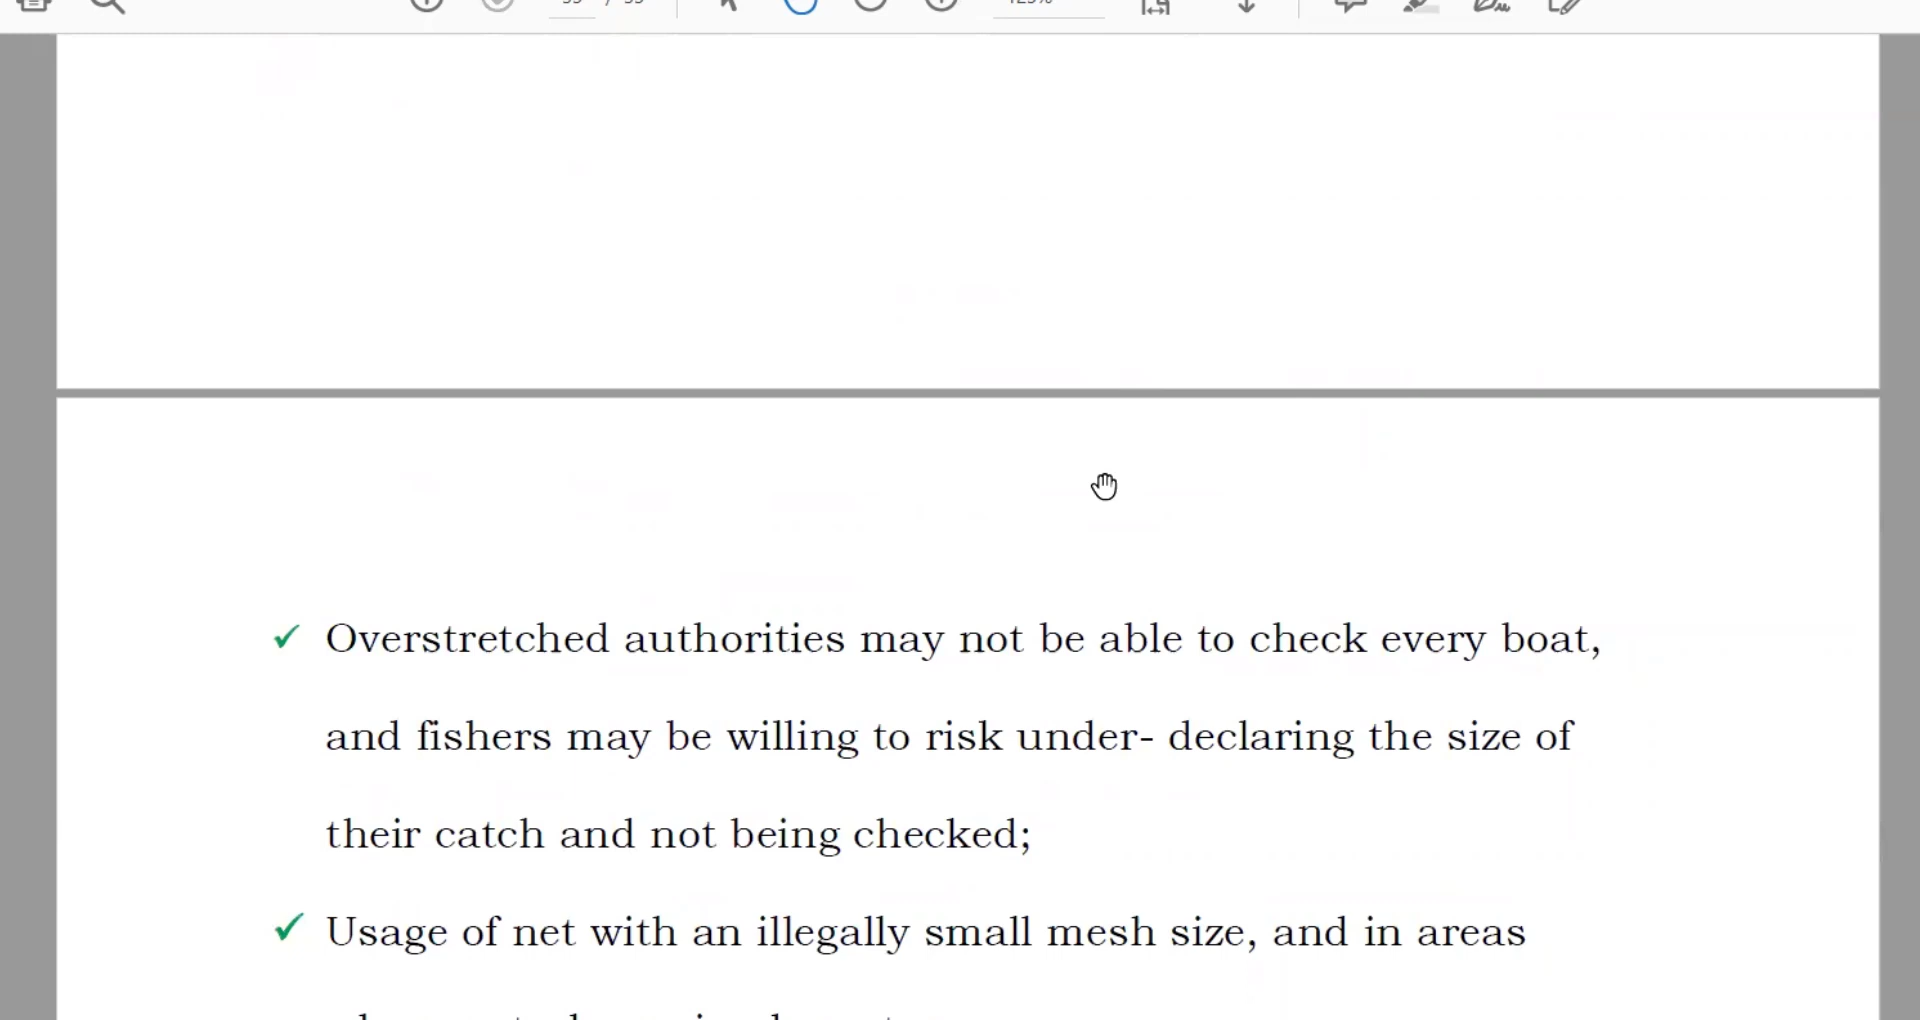 ✓ Overstretched authorities may not be able to check every boat,
and fishers may be willing to risk under- declaring the size of
their catch and not being checked;
✓ Usage of net with an illegally small mesh size, and in areas